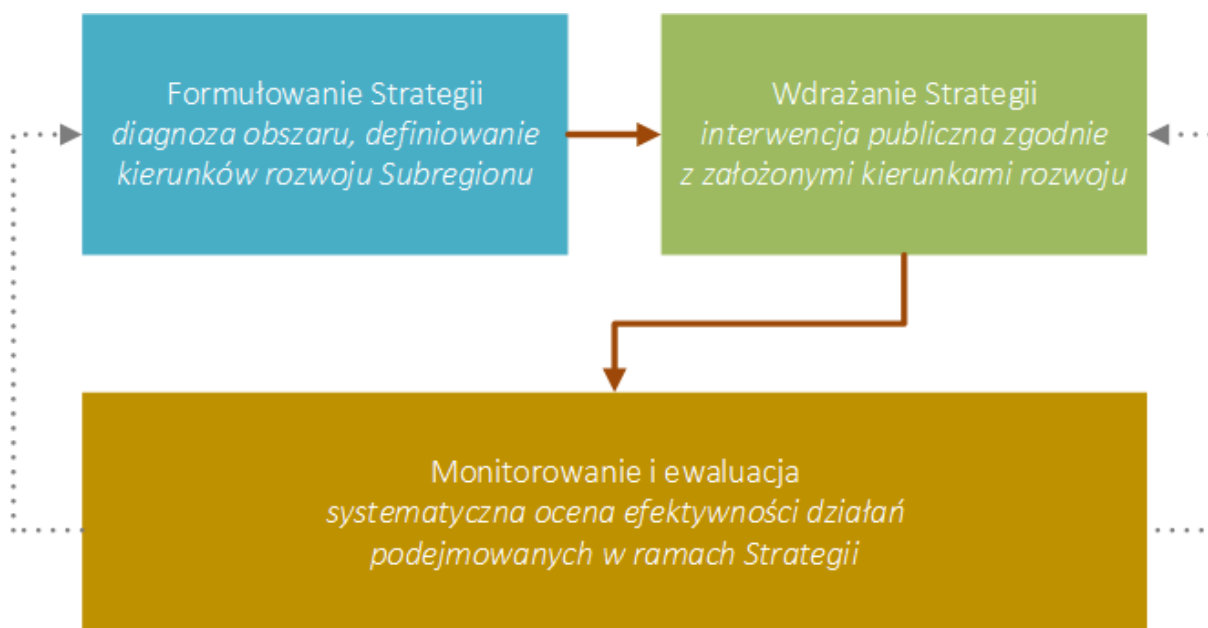 Formułowanie Strategii
diagnoza obszaru, definiowanie
kierunków rozwoju Subregionu
Wdrażanie Strategii
interwencja publiczna zgodnie
z założonymi kierunkami rozwoju
Monitorowanie i ewaluacja
systematyczna ocena efektywności działań
podejmowanych w ramach Strategii